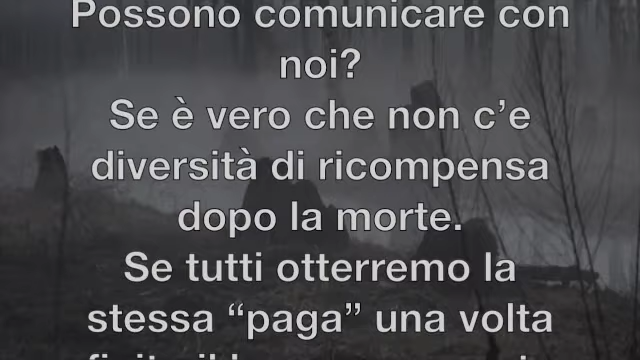 Possono comunicare con
noi?
Se è vero che non c’e
diversità di ricompensa
dopo la morte.
Se tutti otterremo la
stessa “paga” una volta